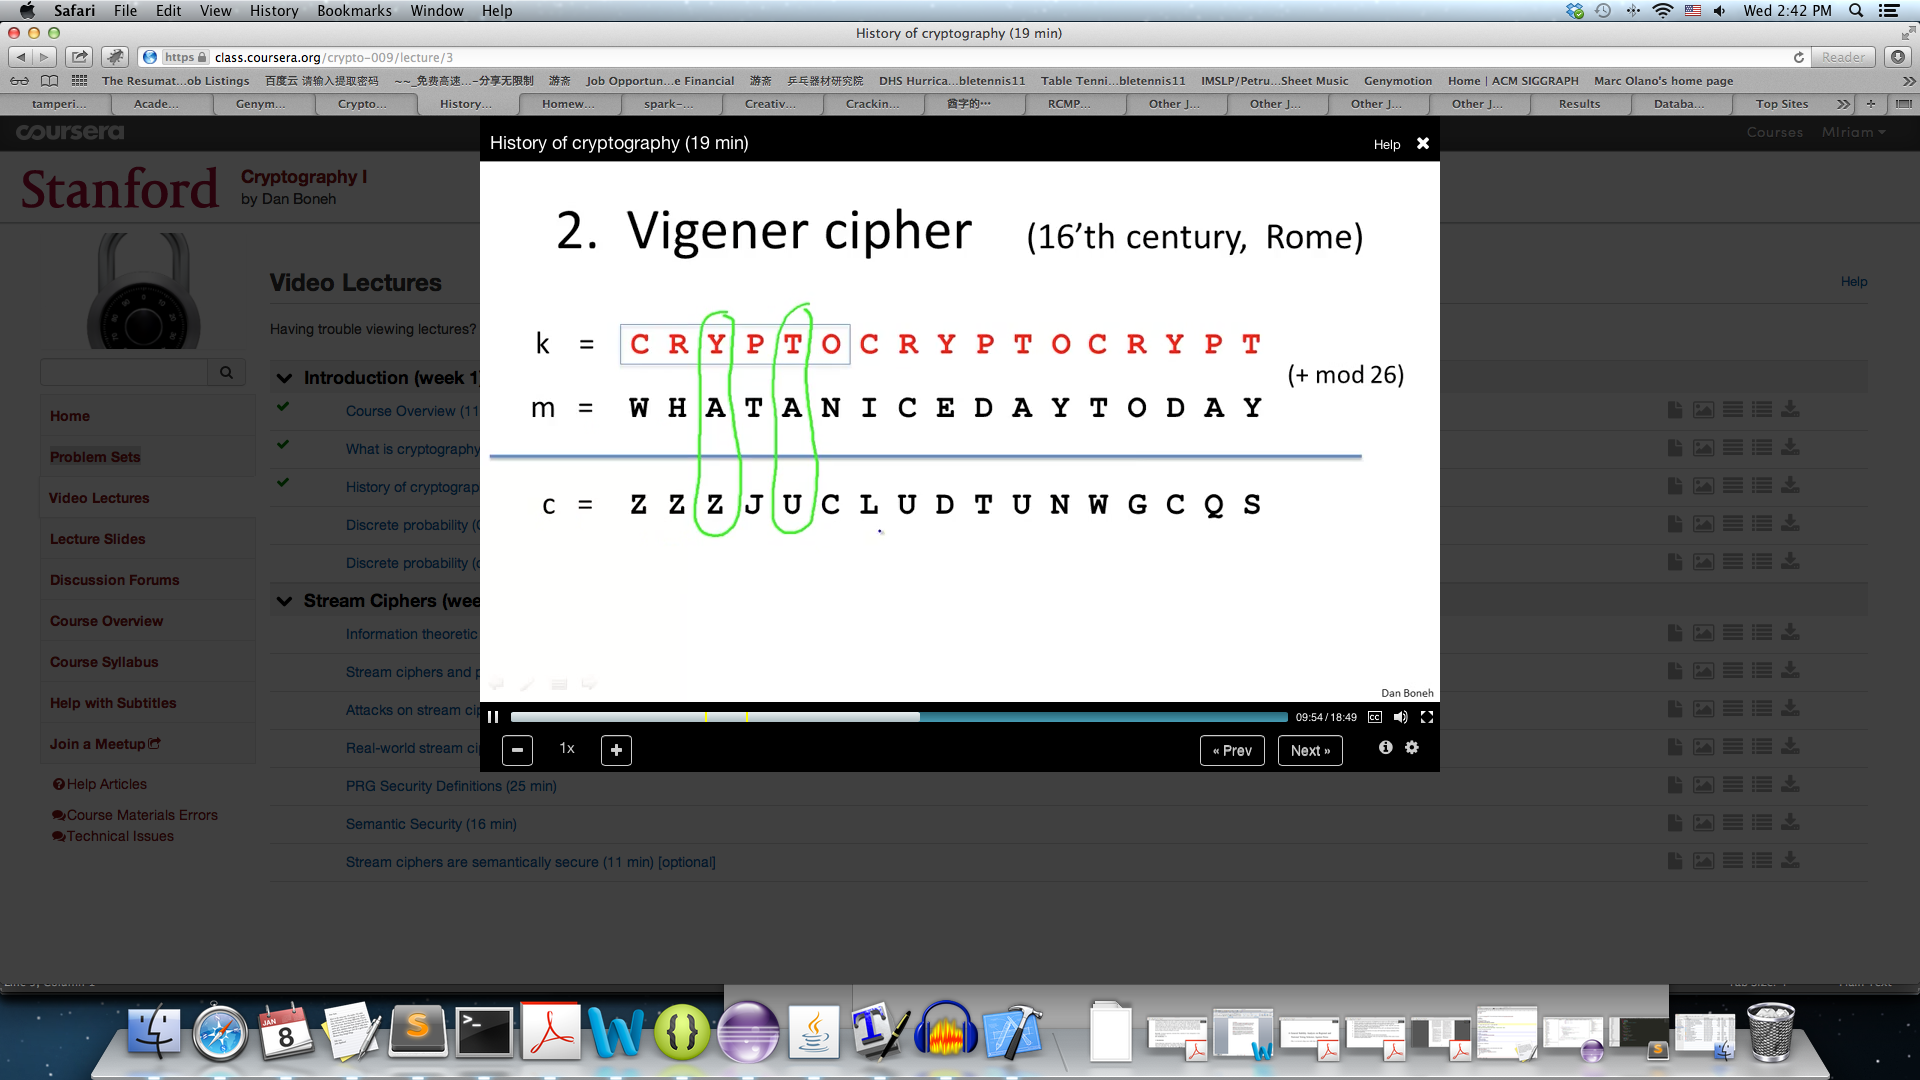 Safari File Edit View History Bookmarks Window Help Wed 2:42 PM
History of cryptography (19 min)
https class.coursera.org/crypto-009/lecture/3 Reader
The Resumat...ob Listings 百度云 请输入提取密码 ~~_免费高速...-分享无限制 游斋 Job Opportun...e Financial 游斋 乒乓器材研究院 DHS Hurrica...bletennis11 Table Tenni...bletennis11 IMSLP/Petru...Sheet Music Genymotion Home | ACM SIGGRAPH Marc Olano's home page
tamperi... Acade... Genym... Crypto... History... Homew... spark-... Creativ... Crackin... RCMP... Other J... Other J... Other J... Other J... Results Databa... Top Sites
coursera Courses Miriam
History of cryptography (19 min) Help
Stanford Cryptography I
by Dan Boneh
2. Vigener cipher (16'th century, Rome)
Video Lectures Help
Having trouble viewing lectures?
k = C R Y P T O C R Y P T O C R Y P T
(+ mod 26)
m = W H A T A N I C E D A Y T O D A Y
c = Z Z Z J U C L U D T U N W G C Q S
Dan Boneh
09:54 / 18:49 CC
1x « Prev Next »
Home
Problem Sets
Video Lectures
Lecture Slides
Discussion Forums
Course Overview
Course Syllabus
Help with Subtitles
Join a Meetup
Help Articles
Course Materials Errors
Technical Issues
Introduction (week 1)
Course Overview (11
What is cryptography
History of cryptograp
Discrete probability (
Discrete probability (
Stream Ciphers (wee
Information theoretic
Stream ciphers and p
Attacks on stream cip
Real-world stream cip
PRG Security Definitions (25 min)
Semantic Security (16 min)
Stream ciphers are semantically secure (11 min) [optional]
JAN
8